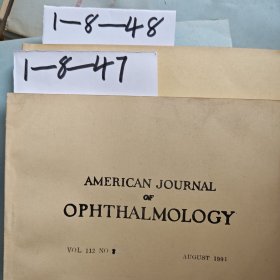 1-8-48
1-8-47
AMERICAN JOURNAL
OF
OPHTHALMOLOGY
VOL 112 NO 2
AUGUST 1991